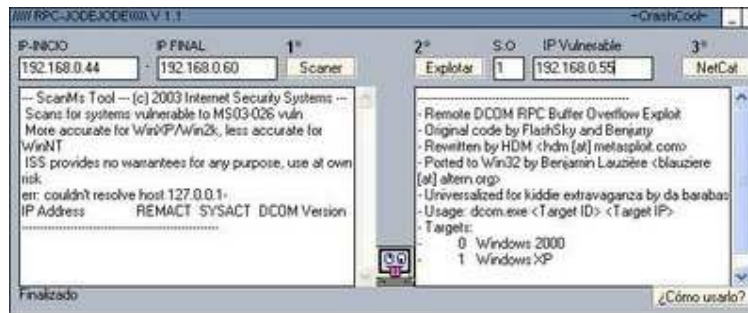 ///// RPC-JODEJODE\\\\\ V 1.1 ~CrashCool~
IP-INICIO IP FINAL 1º 2º S.O IP Vulnerable 3º
192.168.0.44 - 192.168.0.60 Scaner Explotar 1 192.168.0.55 NetCat
--- ScanMs Tool --- (c) 2003 Internet Security Systems ---
Scans for systems vulnerable to MS03-026 vuln
More accurate for WinXP/Win2k, less accurate for
WinNT
ISS provides no warrantees for any purpose, use at own
risk
err: couldn't resolve host 127.0.0.1-
IP Address REMACT SYSACT DCOM Version
---------------------------------------------------
---------------------------------------------------
- Remote DCOM RPC Buffer Overflow Exploit
- Original code by FlashSky and Benjurry
- Rewritten by HDM <hdm [at] metasploit.com>
- Ported to Win32 by Benjamin Lauzière <blauziere
[at] altern.org>
- Universalized for kiddie extravaganza by da barabas
- Usage: dcom.exe <Target ID> <Target IP>
- Targets:
- 0 Windows 2000
- 1 Windows XP
Finalizado ¿Cómo usarlo?